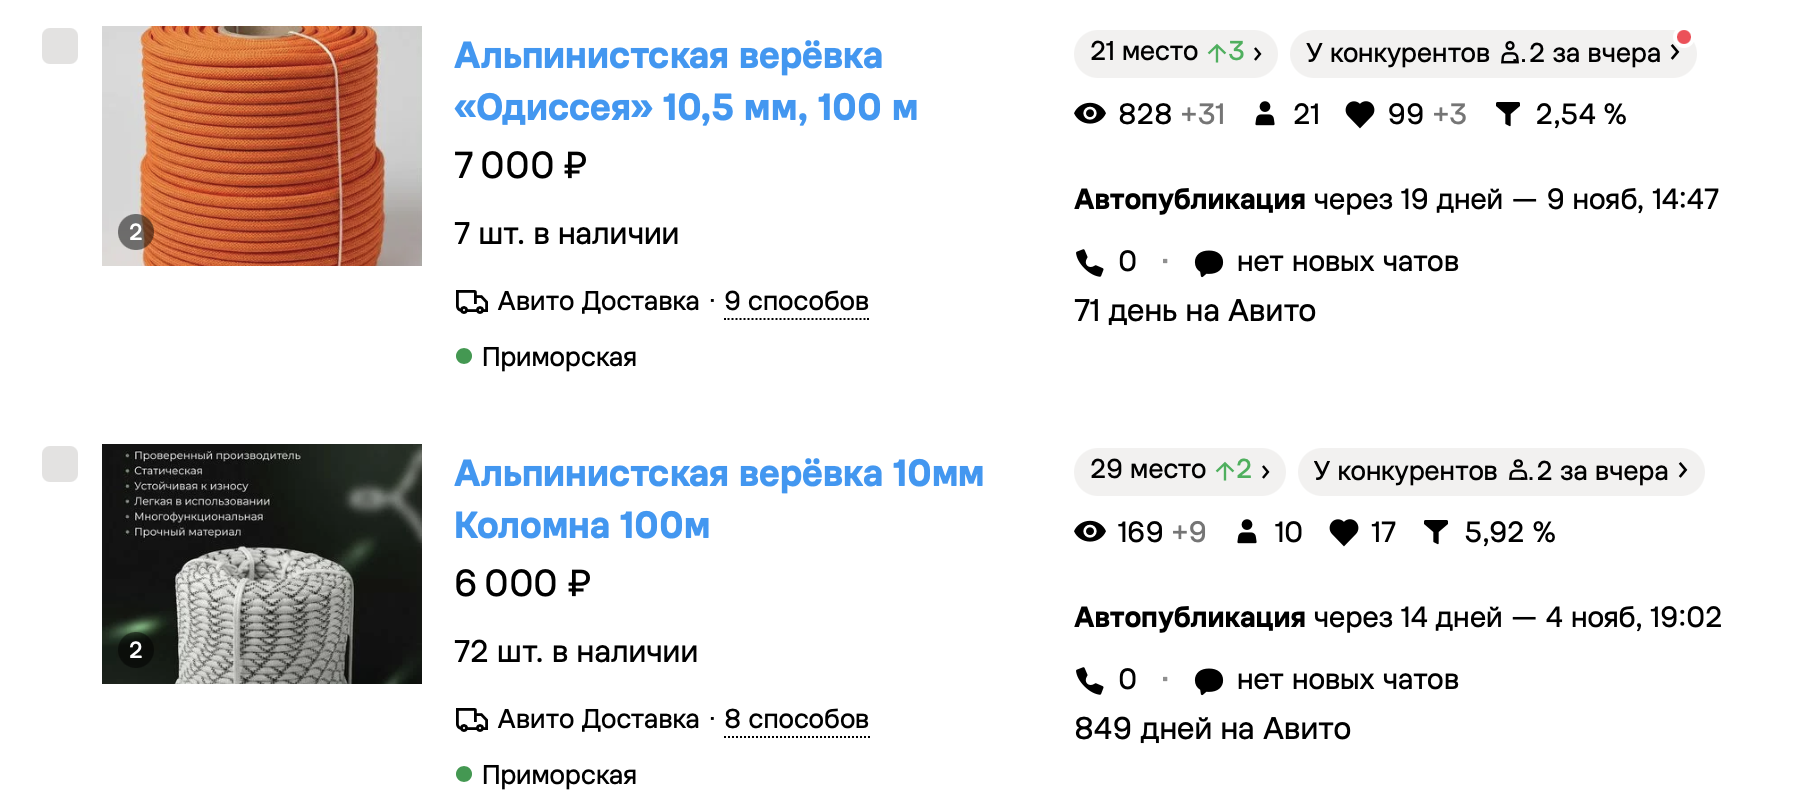 Альпинистская верёвка
«Одиссея» 10,5 мм, 100 м
7 000 ₽
7 шт. в наличии
Авито Доставка · 9 способов
Приморская
2
21 место ↑3 ›
У конкурентов 2 за вчера ›
828 +31 21 99 +3 2,54 %
Автопубликация через 19 дней — 9 нояб, 14:47
0 · нет новых чатов
71 день на Авито
• Проверенный производитель
• Статическая
• Устойчивая к износу
• Легкая в использовании
• Многофункциональная
• Прочный материал
2
Альпинистская верёвка 10мм
Коломна 100м
6 000 ₽
72 шт. в наличии
Авито Доставка · 8 способов
Приморская
29 место ↑2 ›
У конкурентов 2 за вчера ›
169 +9 10 17 5,92 %
Автопубликация через 14 дней — 4 нояб, 19:02
0 · нет новых чатов
849 дней на Авито